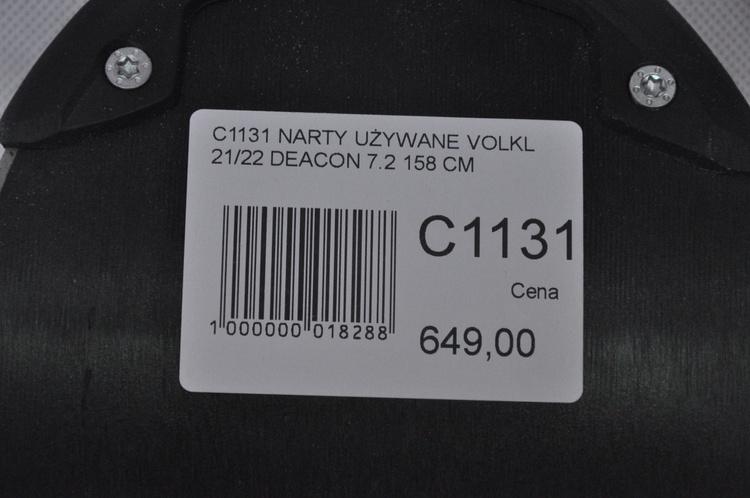 C1131 NARTY UŻYWANE VOLKL
21/22 DEACON 7.2 158 CM
C1131
Cena
1 000000 018288
649,00